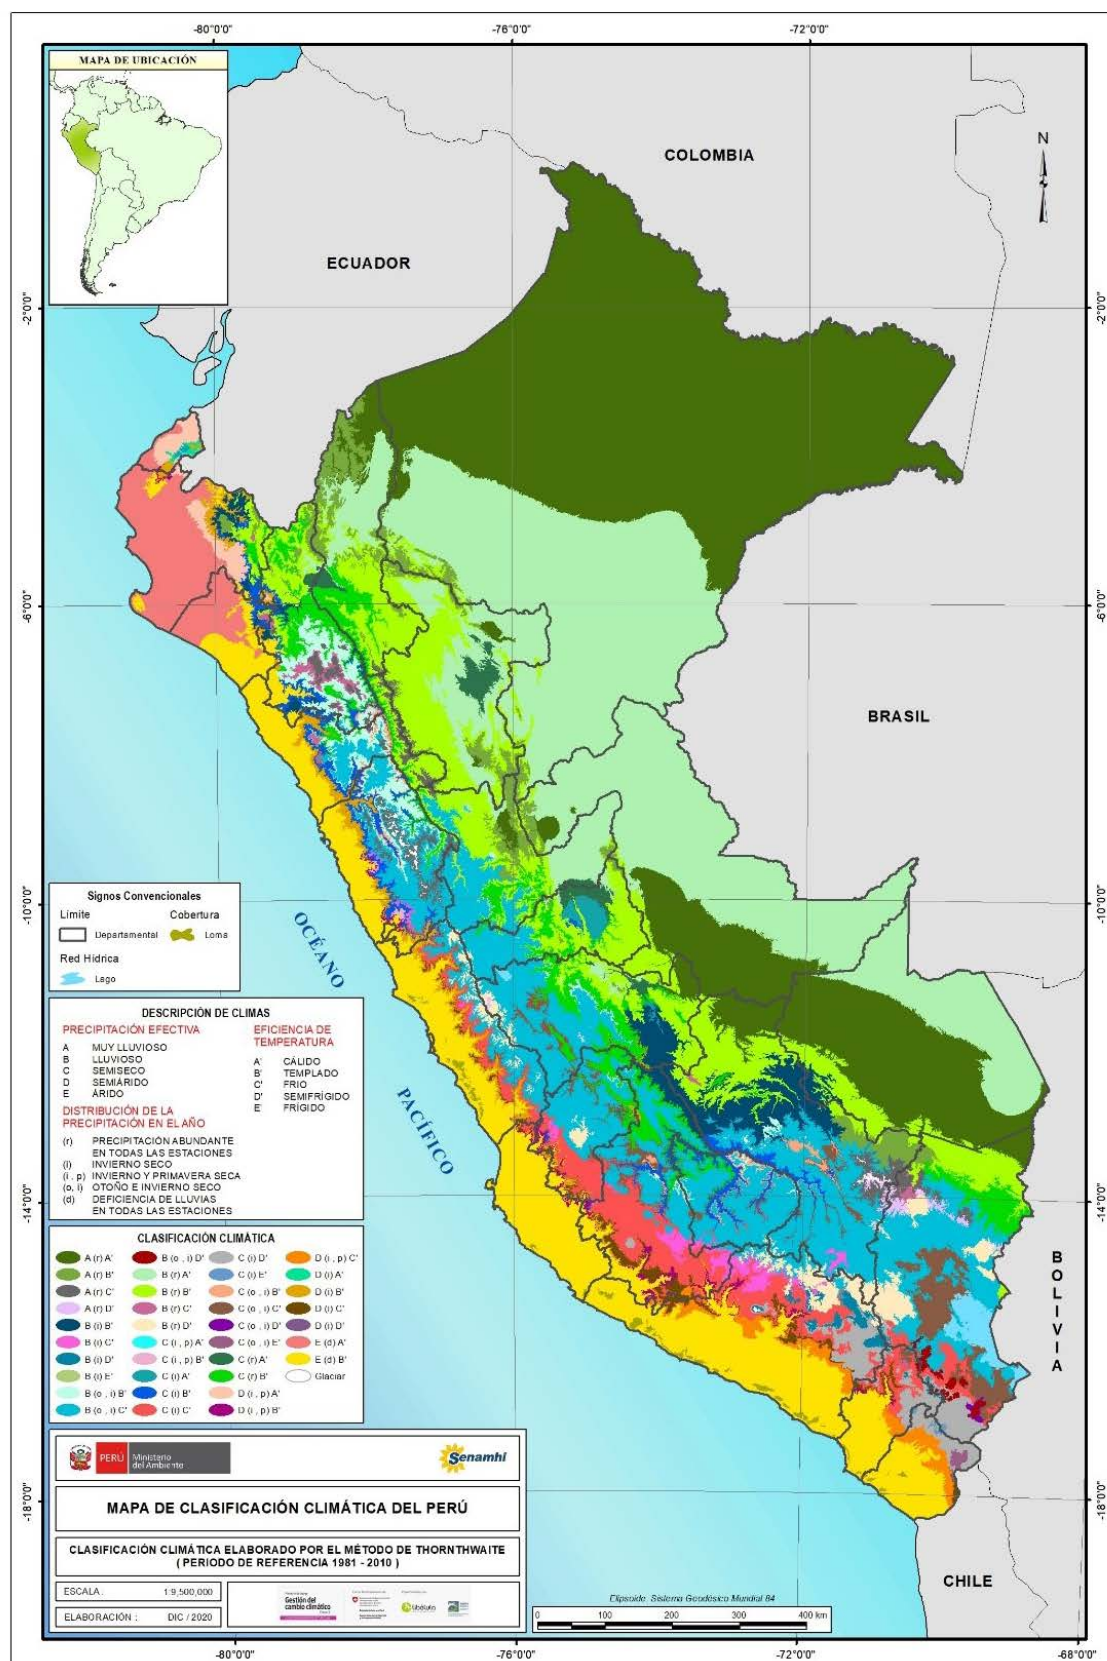 -80°0'0"
-76°0'0"
-72°0'0"
MAPA DE UBICACIÓN
COLOMBIA
N
ECUADOR
-2°0'0"
-2°0'0"
-6°0'0"
-6°0'0"
BRASIL
Signos Convencionales
Límite
Cobertura
Departamental
Loma
Red Hídrica
Lago
-10°0'0"
-10°0'0"
OCÉANO
PACÍFICO
DESCRIPCIÓN DE CLIMAS
PRECIPITACIÓN EFECTIVA
A MUY LLUVIOSO
B LLUVIOSO
C SEMISECO
D SEMIÁRIDO
E ÁRIDO
DISTRIBUCIÓN DE LA
PRECIPITACIÓN EN EL AÑO
(r) PRECIPITACIÓN ABUNDANTE
EN TODAS LAS ESTACIONES
(i) INVIERNO SECO
(i , p) INVIERNO Y PRIMAVERA SECA
(o, i) OTOÑO E INVIERNO SECO
(d) DEFICIENCIA DE LLUVIAS
EN TODAS LAS ESTACIONES
EFICIENCIA DE
TEMPERATURA
A' CÁLIDO
B' TEMPLADO
C' FRIO
D' SEMIFRÍGIDO
E' FRÍGIDO
-14°0'0"
-14°0'0"
CLASIFICACIÓN CLIMÁTICA
A (r) A'
A (r) B'
A (r) C'
A (r) D'
B (i) B'
B (i) C'
B (i) D'
B (i) E'
B (o , i) B'
B (o , i) C'
B (o , i) D'
B (r) A'
B (r) B'
B (r) C'
B (r) D'
C (i , p) A'
C (i , p) B'
C (i) A'
C (i) B'
C (i) C'
C (i) D'
C (i) E'
C (o , i) B'
C (o , i) C'
C (o , i) D'
C (o , i) E'
C (r) A'
C (r) B'
D (i , p) A'
D (i , p) B'
D (i , p) C'
D (i) A'
D (i) B'
D (i) C'
D (i) D'
E (d) A'
E (d) B'
Glaciar
BOLIVIA
PERÚ
Ministerio
del Ambiente
Senamhi
-18°0'0"
-18°0'0"
MAPA DE CLASIFICACIÓN CLIMÁTICA DEL PERÚ
CLASIFICACIÓN CLIMÁTICA ELABORADO POR EL MÉTODO DE THORNTHWAITE
( PERIODO DE REFERENCIA 1981 - 2010 )
ESCALA: 1:9,500,000
ELABORACIÓN : DIC / 2020
Gestión del
cambio climático
Libélula
CHILE
Elipsoide Sistema Geodésico Mundial 84
0 100 200 300 400 km
-80°0'0"
-76°0'0"
-72°0'0"
-68°0'0"